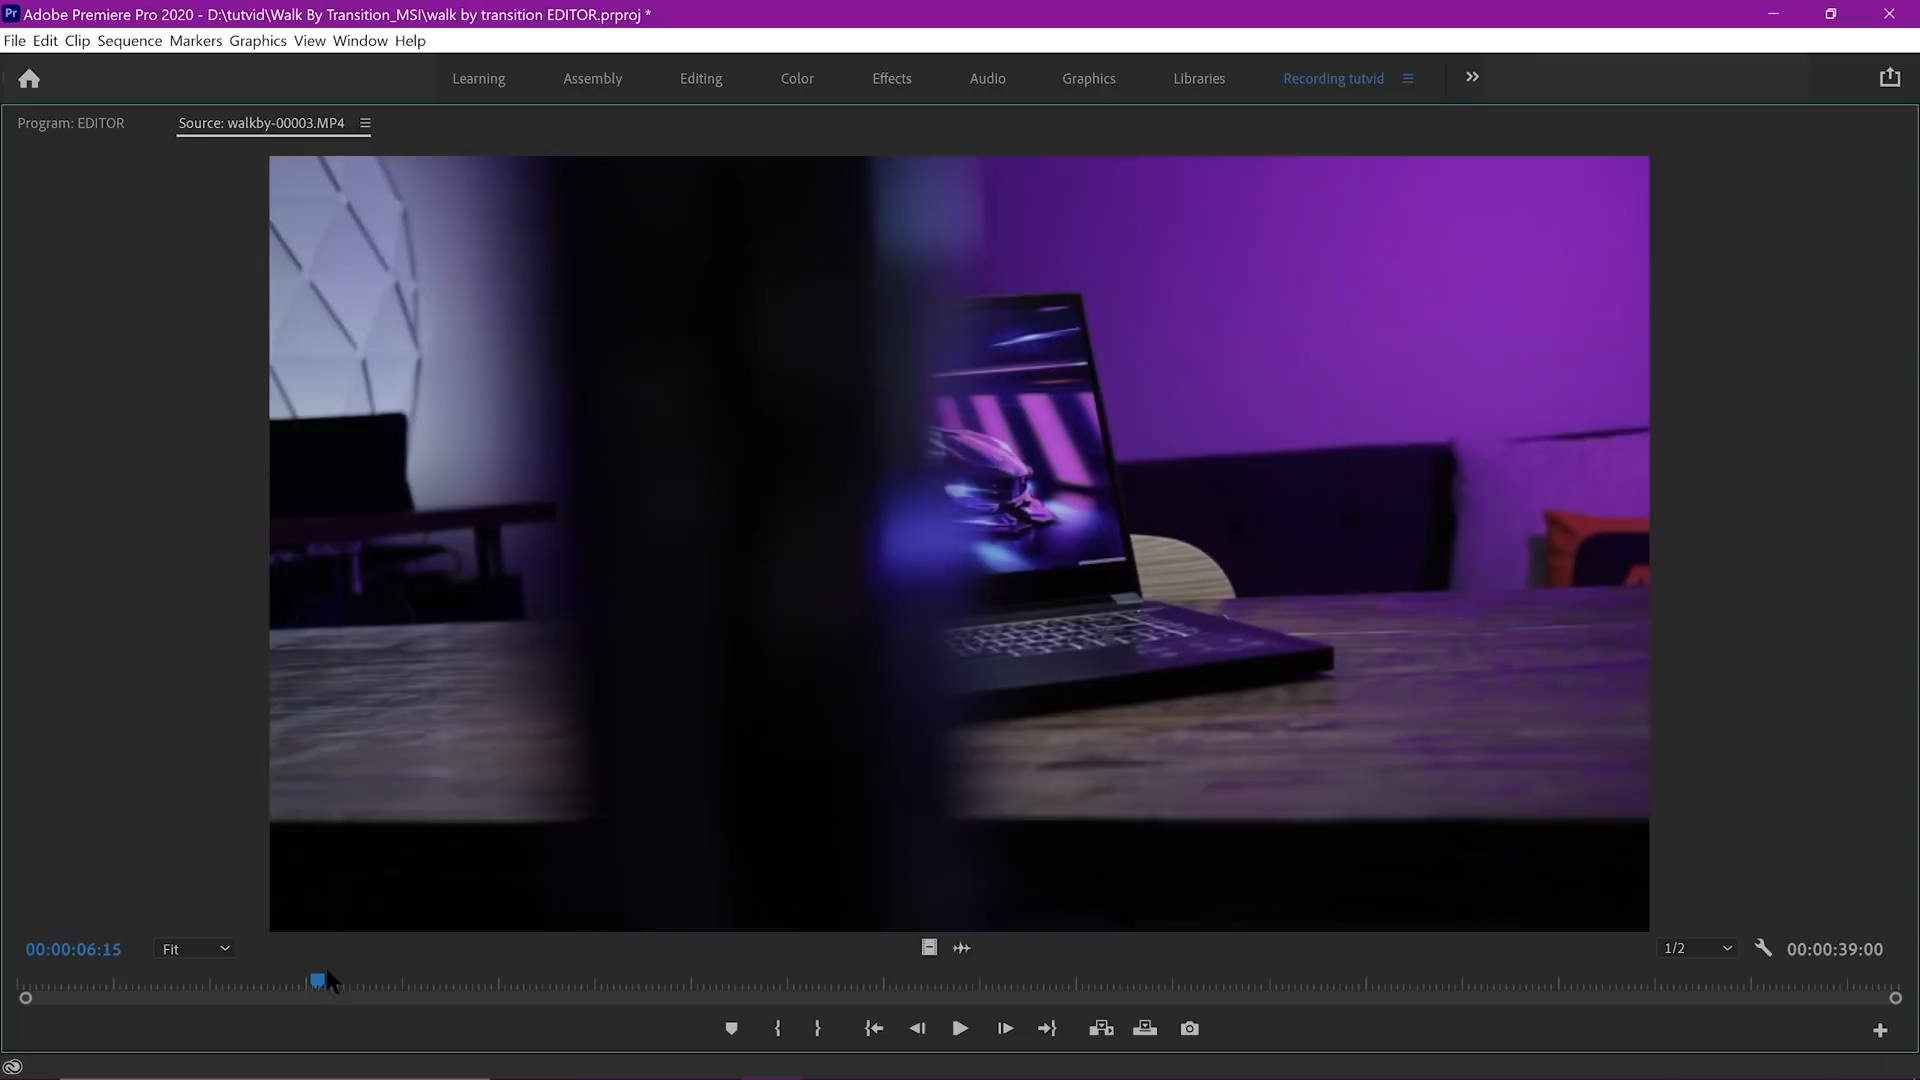 Pr Adobe Premiere Pro 2020 - D:\tutvid\Walk By Transition_MSI\walk by transition EDITOR.prproj *
File Edit Clip Sequence Markers Graphics View Window Help
Learning Assembly Editing Color Effects Audio Graphics Libraries Recording tutvid
Program: EDITOR Source: walkby-00003.MP4
00:00:06:15 Fit 1/2 00:00:39:00